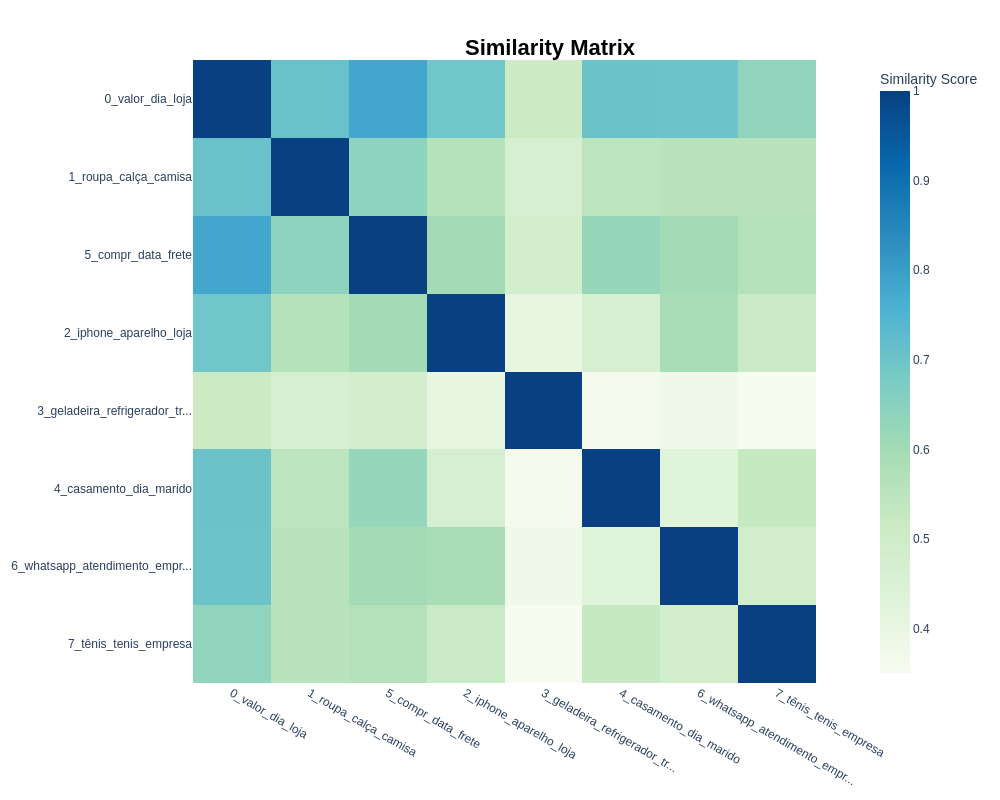 Similarity Matrix
Similarity Score
1
0.9
0.8
0.7
0.6
0.5
0.4
0_valor_dia_loja
1_roupa_calça_camisa
5_compr_data_frete
2_iphone_aparelho_loja
3_geladeira_refrigerador_tr...
4_casamento_dia_marido
6_whatsapp_atendimento_empr...
7_tênis_tenis_empresa
0_valor_dia_loja
1_roupa_calça_camisa
5_compr_data_frete
2_iphone_aparelho_loja
3_geladeira_refrigerador_tr...
4_casamento_dia_marido
6_whatsapp_atendimento_empr...
7_tênis_tenis_empresa